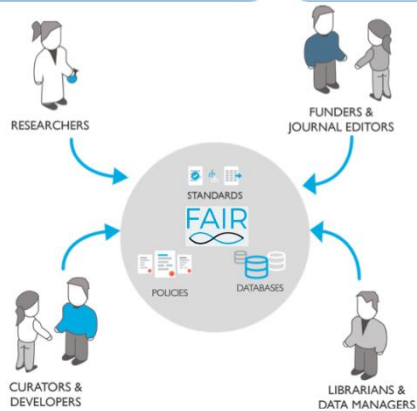 RESEARCHERS
FUNDERS &
JOURNAL EDITORS
STANDARDS
FAIR
POLICIES
DATABASES
CURATORS &
DEVELOPERS
LIBRARIANS &
DATA MANAGERS